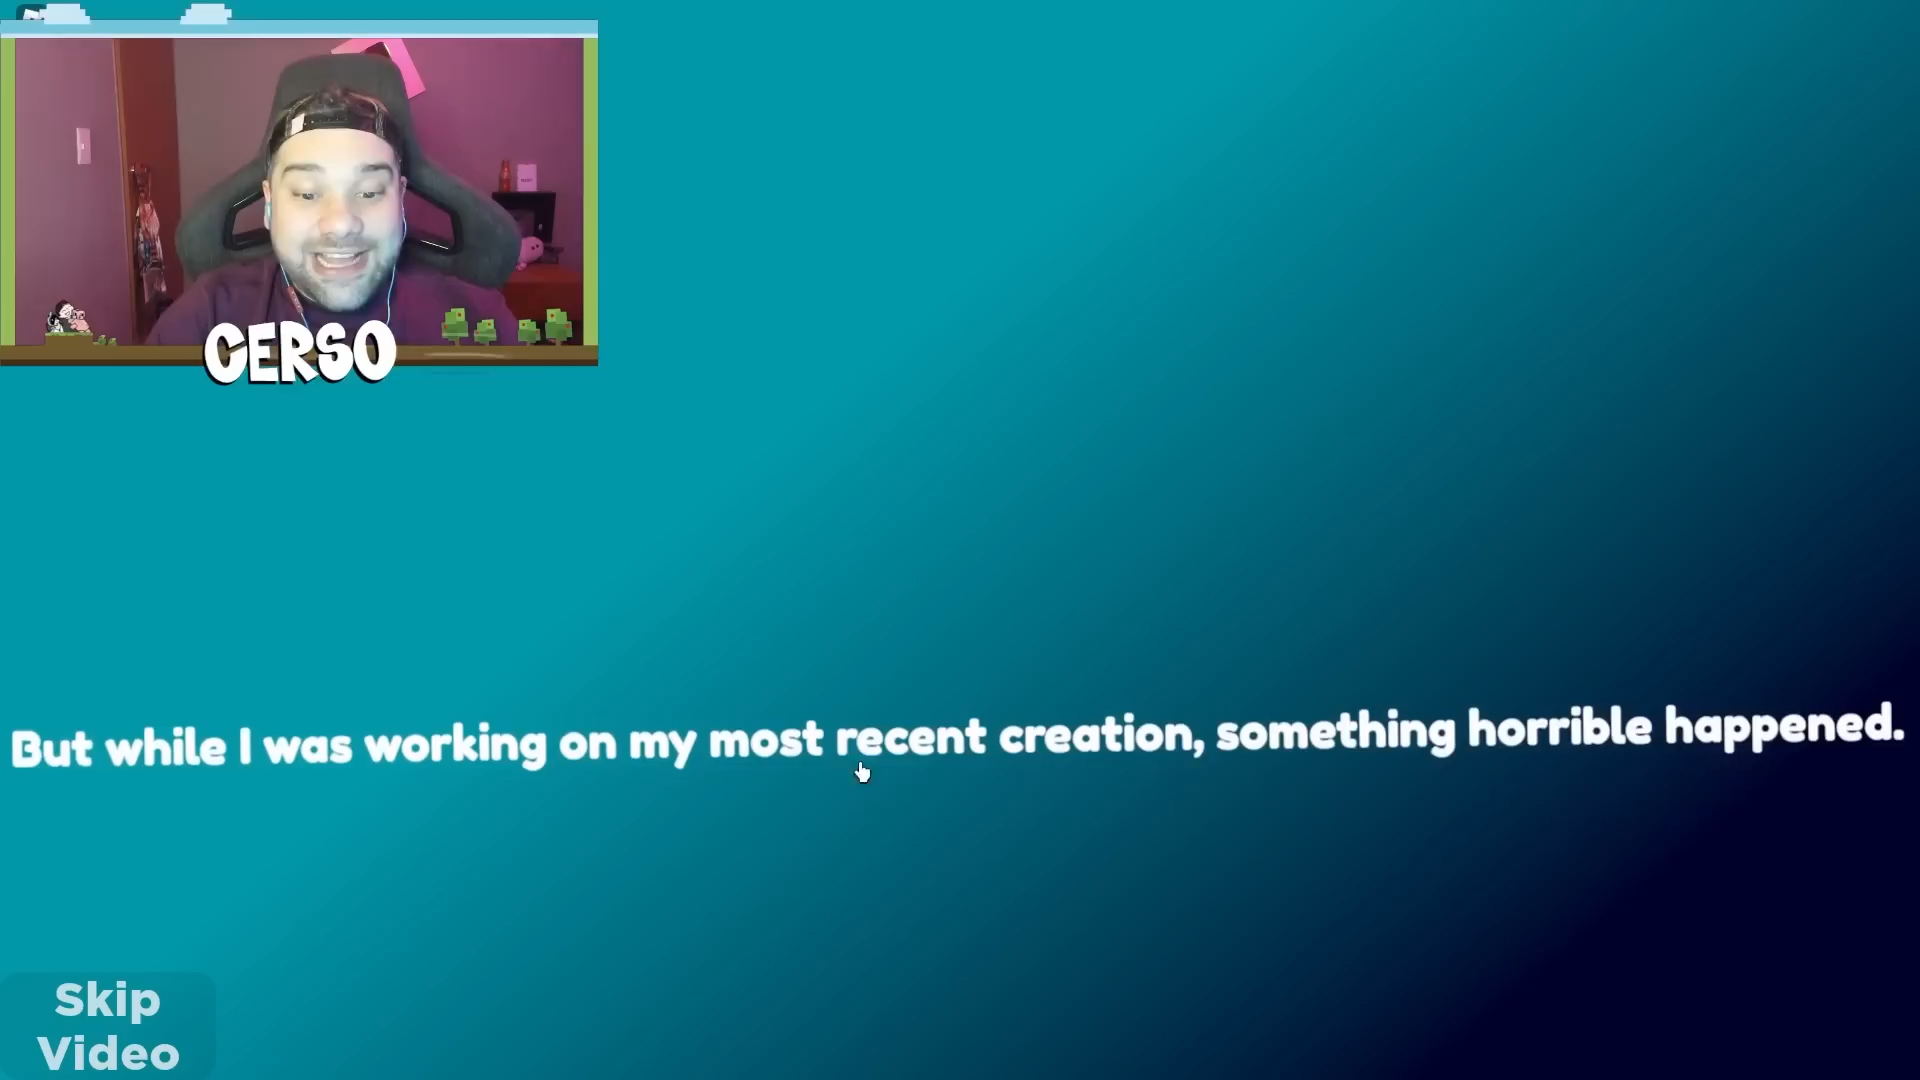 CERSO
But while I was working on my most recent creation, something horrible happened.
Skip
Video